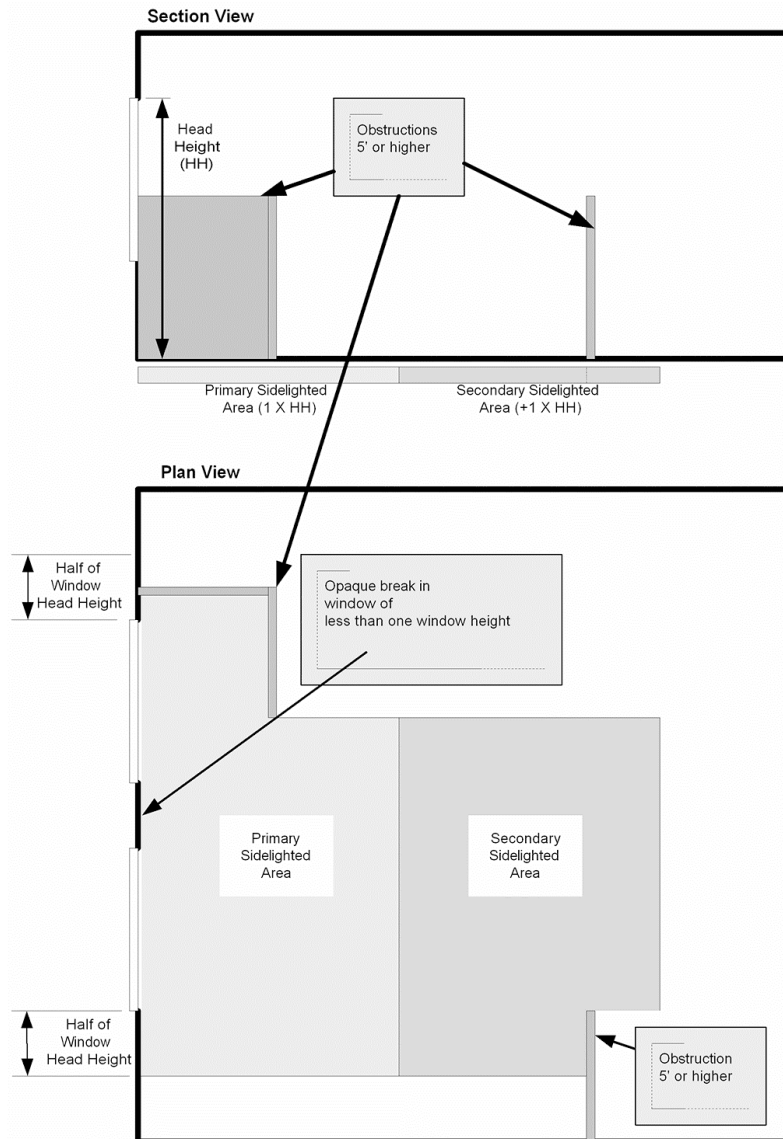 Section View
Head
Height
(HH)
Obstructions
5' or higher
Primary Sidelighted
Area (1 X HH)
Secondary Sidelighted
Area (+1 X HH)
Plan View
Half of
Window
Head Height
Opaque break in
window of
less than one window height
Primary
Sidelighted
Area
Secondary
Sidelighted
Area
Half of
Window
Head Height
Obstruction
5' or higher